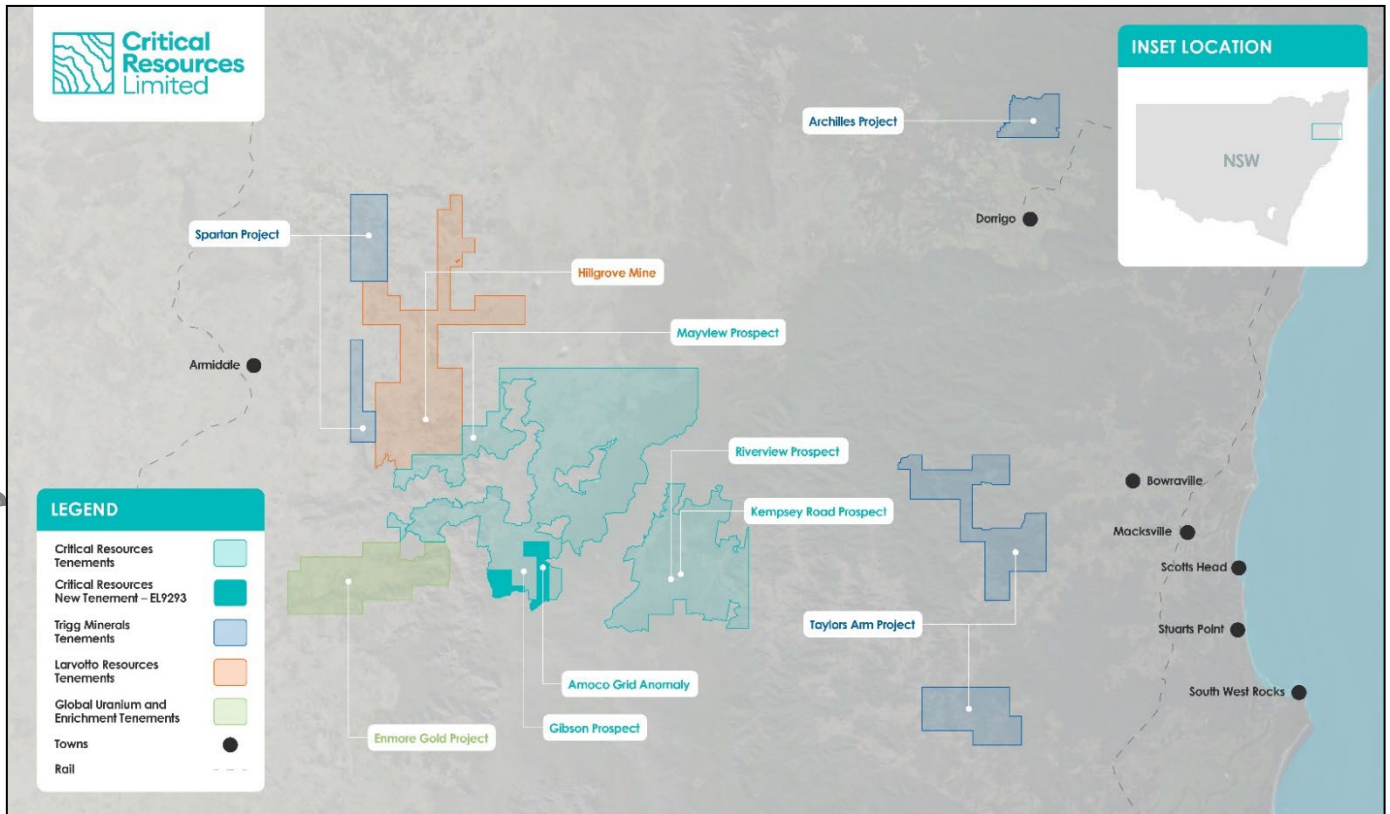 Critical
Resources
Limited
INSET LOCATION
NSW
Archilles Project
Dorrigo
Spartan Project
Hillgrove Mine
Mayview Prospect
Armidale
Riverview Prospect
Kempsey Road Prospect
Bowraville
Macksville
Scotts Head
Stuarts Point
South West Rocks
Taylors Arm Project
Amoco Grid Anomaly
Gibson Prospect
Enmore Gold Project
LEGEND
Critical Resources
Tenements
Critical Resources
New Tenement – EL9293
Trigg Minerals
Tenements
Larvotto Resources
Tenements
Global Uranium and
Enrichment Tenements
Towns
Rail